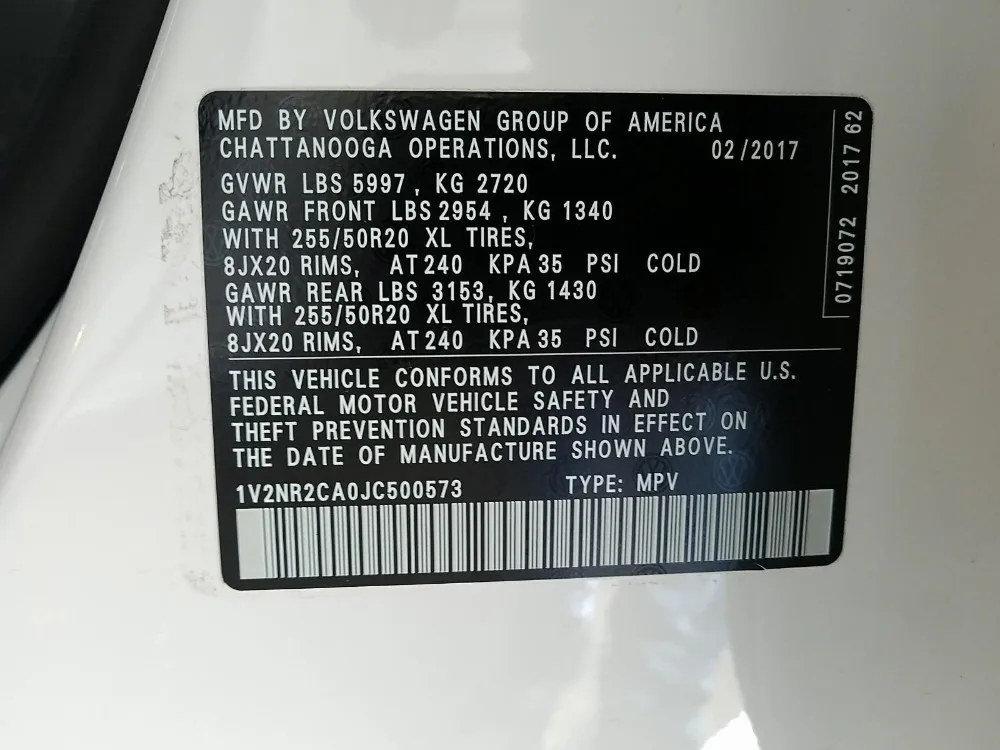 MFD BY VOLKSWAGEN GROUP OF AMERICA
CHATTANOOGA OPERATIONS, LLC. 02/2017
GVWR LBS 5997, KG 2720
GAWR FRONT LBS 2954, KG 1340
WITH 255/50R20 XL TIRES,
8JX20 RIMS, AT 240 KPA 35 PSI COLD
GAWR REAR LBS 3153, KG 1430
WITH 255/50R20 XL TIRES,
8JX20 RIMS, AT 240 KPA 35 PSI COLD
THIS VEHICLE CONFORMS TO ALL APPLICABLE U.S.
FEDERAL MOTOR VEHICLE SAFETY AND
THEFT PREVENTION STANDARDS IN EFFECT ON
THE DATE OF MANUFACTURE SHOWN ABOVE.
1V2NR2CA0JC500573 TYPE: MPV
0719072 2017 62